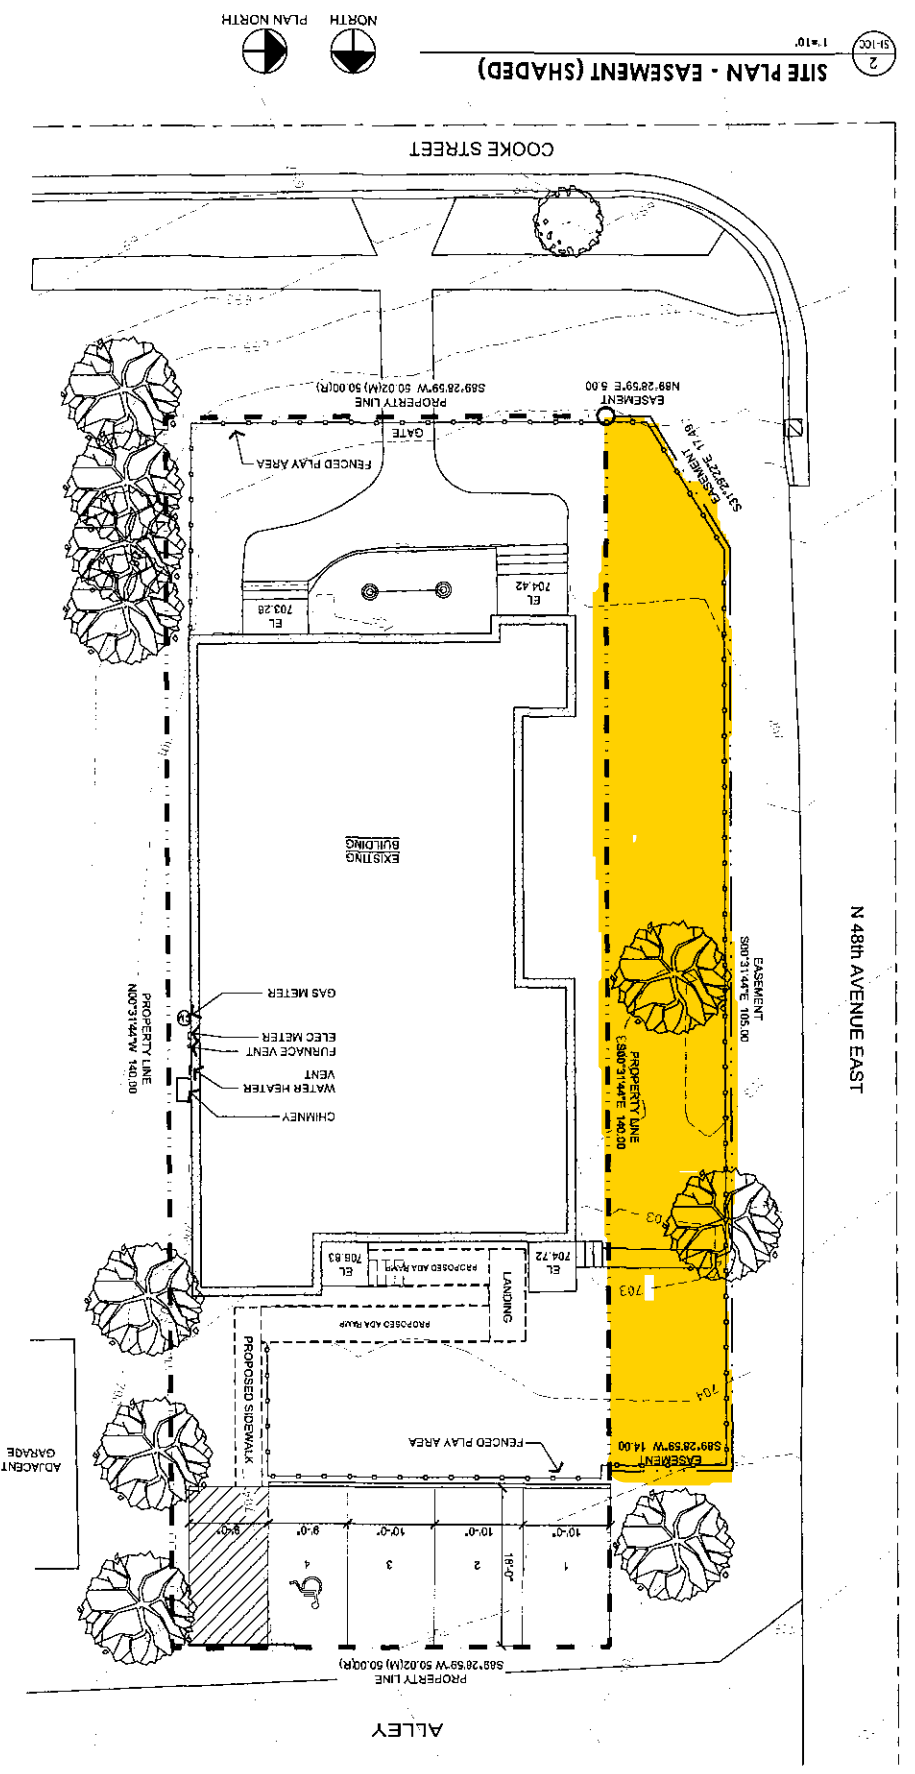 NORTH
PLAN NORTH
2
SI-1CC
SITE PLAN - EASEMENT (SHADED)
1"=10'
COOKE STREET
EASEMENT
N89°28'59"E 5.00
PROPERTY LINE
S89°28'59"W 50.02(M) 50.00(R)
GATE
FENCED PLAY AREA
EASEMENT
S31°29'22"E 17.49
EL
703.28
EL
704.42
EXISTING
BUILDING
N 48th AVENUE EAST
EASEMENT
S00°31'44"E 105.00
PROPERTY LINE
N00°31'44"W 140.00
PROPERTY LINE
S00°31'44"E 140.00
GAS METER
ELEC METER
FURNACE VENT
WATER HEATER
VENT
CHIMNEY
EL
706.83
PROPOSED ADA RAMP
EL
704.72
LANDING
PROPOSED ADA RAMP
PROPOSED SIDEWALK
703
704
FENCED PLAY AREA
EASEMENT
S89°28'59"W 14.00
ADJACENT
GARAGE
10'-0"
10'-0"
10'-0"
9'-0"
9'-0"
18'-0"
1
2
3
4
PROPERTY LINE
S89°28'59"W 50.02(M) 50.00(R)
ALLEY